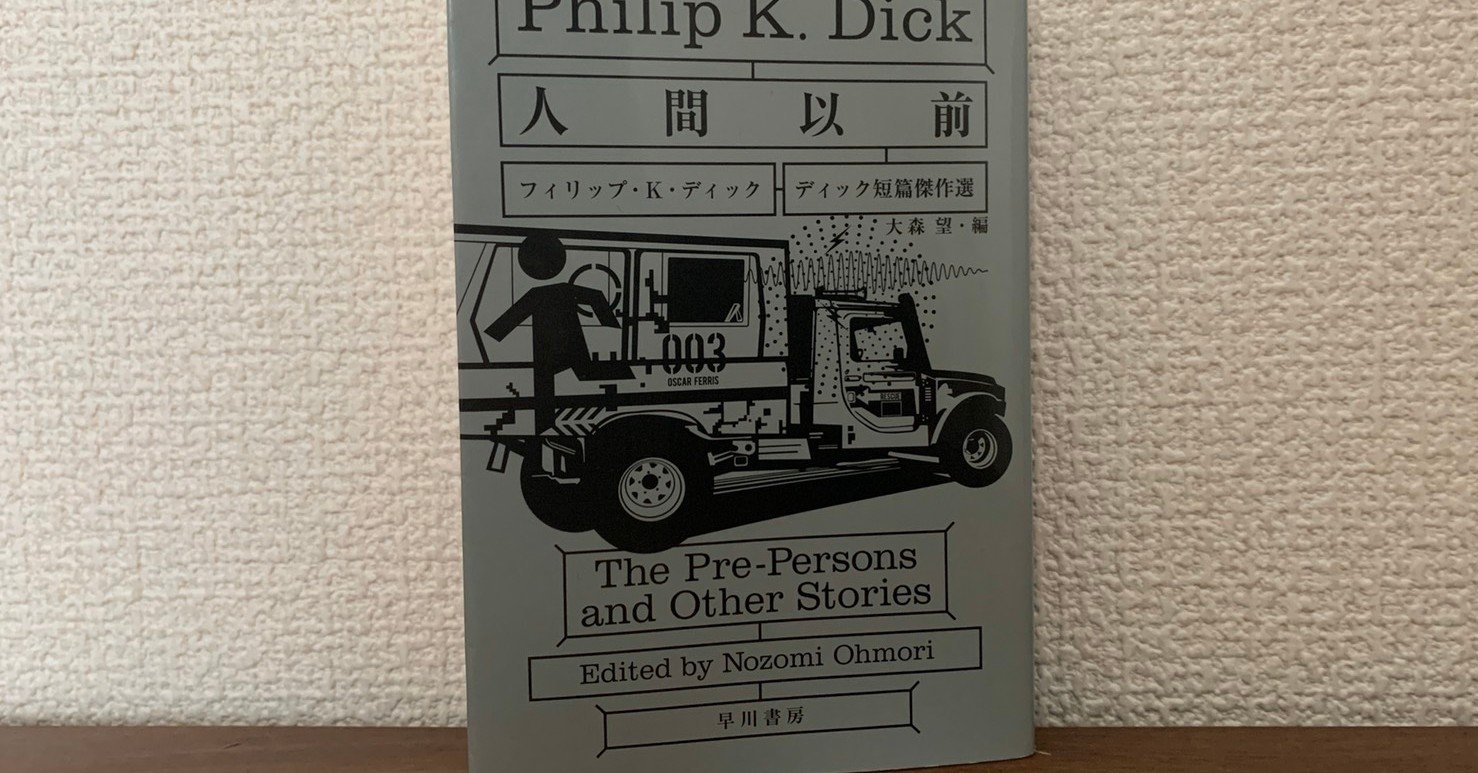 Philip K. Dick
人間以前
フィリップ・K・ディック
ディック短篇傑作選
大森 望・編
003
OSCAR FERRIS
RESCUE
The Pre-Persons
and Other Stories
Edited by Nozomi Ohmori
早川書房